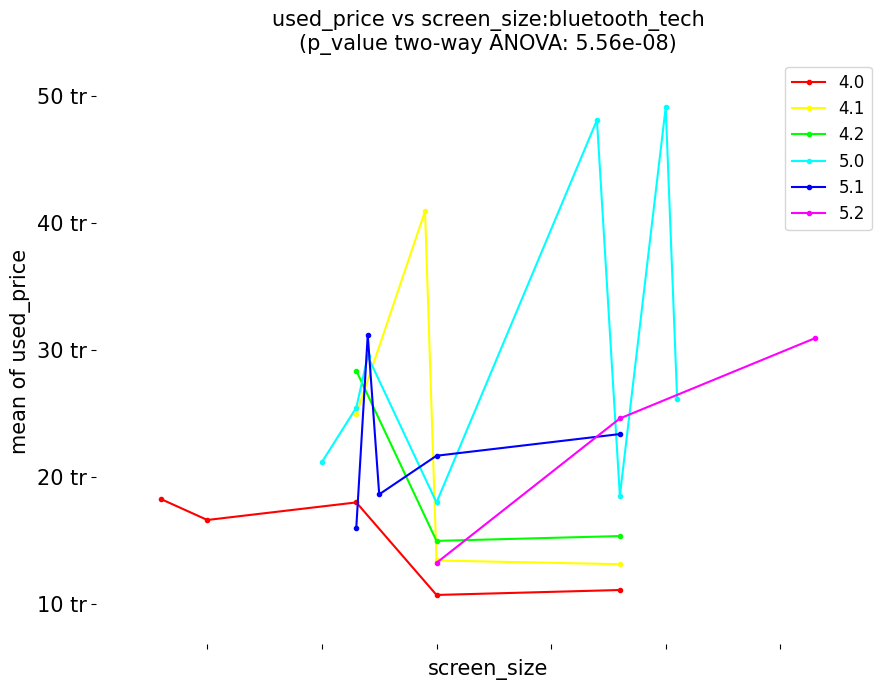 used_price vs screen_size:bluetooth_tech
(p_value two-way ANOVA: 5.56e-08)
50 tr
40 tr
30 tr
20 tr
10 tr
mean of used_price
screen_size
4.0
4.1
4.2
5.0
5.1
5.2